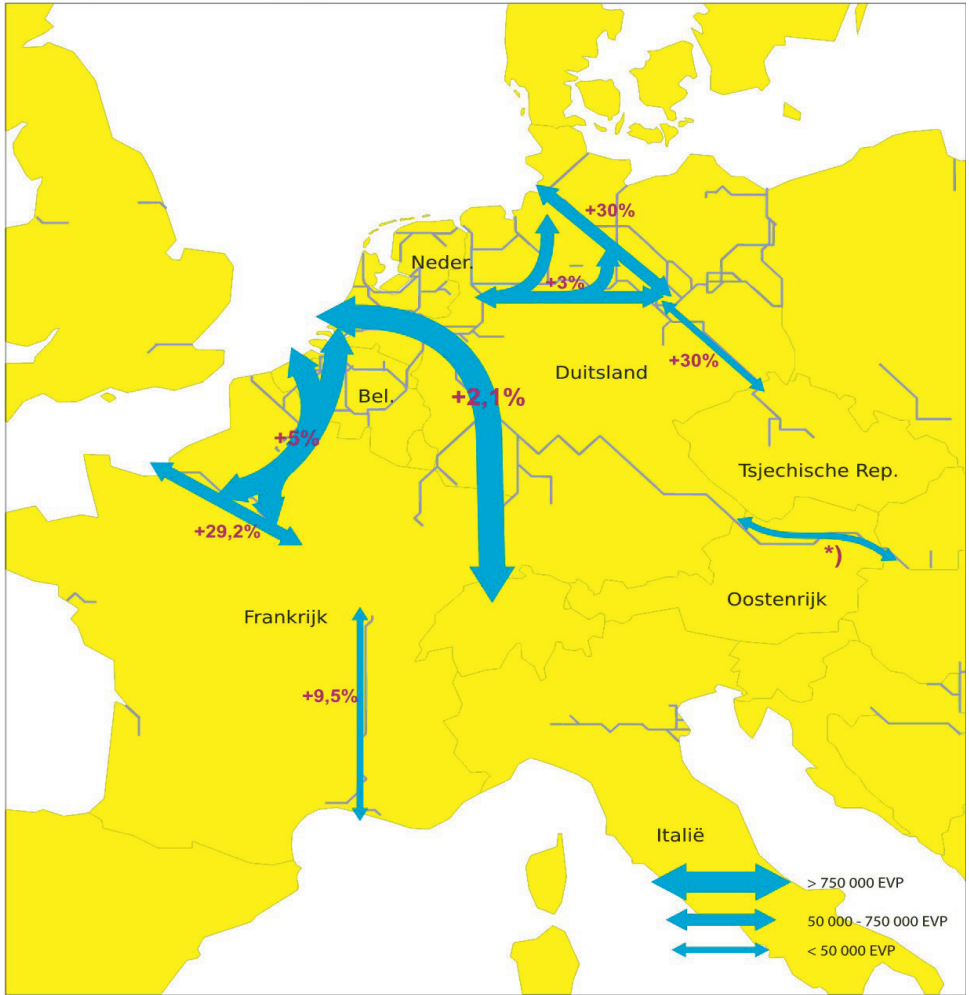 +30%
Neder.
+3%
+30%
Duitsland
Bel.
+2,1%
+5%
Tsjechische Rep.
+29,2%
*)
Oostenrijk
Frankrijk
+9,5%
Italië
> 750 000 EVP
50 000 - 750 000 EVP
< 50 000 EVP